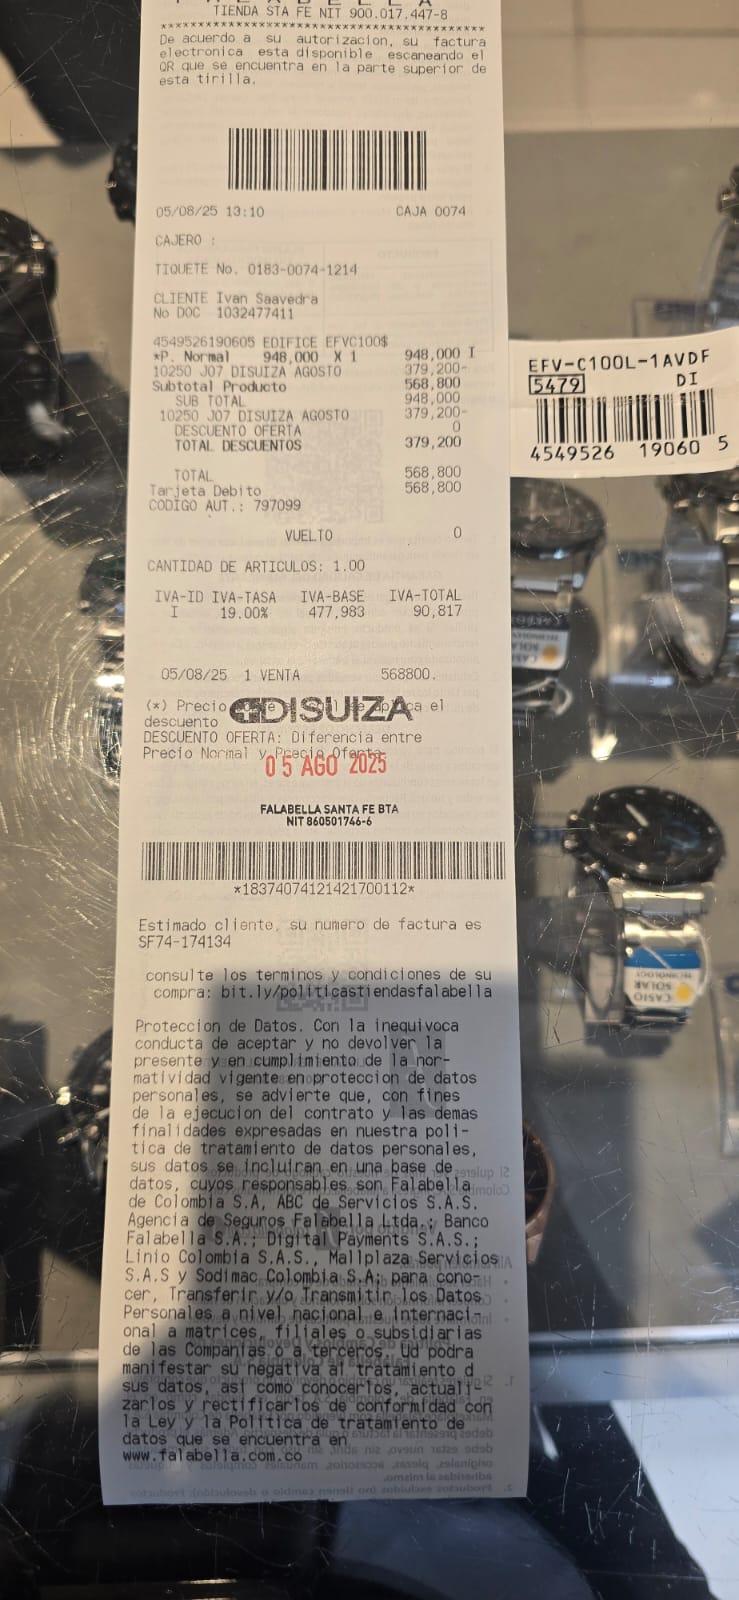 FALABELLA
TIENDA STA FE NIT 900.017.447-8
****************************************
De acuerdo a su autorizacion, su factura
electronica esta disponible escaneando el
QR que se encuentra en la parte superior de
esta tirilla.
05/08/25 13:10 CAJA 0074
CAJERO :
TIQUETE No. 0183-0074-1214
CLIENTE Ivan Saavedra
No DOC 1032477411
4549526190605 EDIFICE EFVC100$
*P. Normal 948,000 X 1 948,000 I
10250 J07 DISUIZA AGOSTO 379,200-
Subtotal Producto 568,800
SUB TOTAL 948,000
10250 J07 DISUIZA AGOSTO 379,200-
DESCUENTO OFERTA 0
TOTAL DESCUENTOS 379,200
TOTAL 568,800
Tarjeta Debito 568,800
CODIGO AUT.: 797099
VUELTO 0
CANTIDAD DE ARTICULOS: 1.00
IVA-ID IVA-TASA IVA-BASE IVA-TOTAL
I 19.00% 477,983 90,817
05/08/25 1 VENTA 568800.
(*) Precio sobre el cual se aplica el
descuento
DISUIZA
DESCUENTO OFERTA: Diferencia entre
Precio Normal y Precio Oferta
05 AGO 2025
FALABELLA SANTA FE BTA
NIT 860501746-6
*18374074121421700112*
Estimado cliente, su numero de factura es
SF74-174134
consulte los terminos y condiciones de su
compra: bit.ly/politicastiendasfalabella
Proteccion de Datos. Con la inequivoca
conducta de aceptar y no devolver la
presente y en cumplimiento de la nor-
matividad vigente en proteccion de datos
personales, se advierte que, con fines
de la ejecucion del contrato y las demas
finalidades expresadas en nuestra poli-
tica de tratamiento de datos personales,
sus datos se incluiran en una base de
datos, cuyos responsables son Falabella
de Colombia S.A, ABC de Servicios S.A.S.
Agencia de Seguros Falabella Ltda.; Banco
Falabella S.A.; Digital Payments S.A.S.;
Linio Colombia S.A.S., Mallplaza Servicios
S.A.S y Sodimac Colombia S.A; para cono-
cer, Transferir y/o Transmitir los Datos
Personales a nivel nacional o internaci-
onal a matrices, filiales o subsidiarias
de las Companias o a terceros. Ud podra
manifestar su negativa al tratamiento d
sus datos, asi como conocerlos, actuali-
zarlos y rectificarlos de conformidad con
la Ley y la Politica de tratamiento de
datos que se encuentra en
www.falabella.com.co
EFV-C100L-1AVDF
5479 DI
4549526 19060 5
CASIO
SOLAR
TECHNOLOGY
CASIO
SOLAR